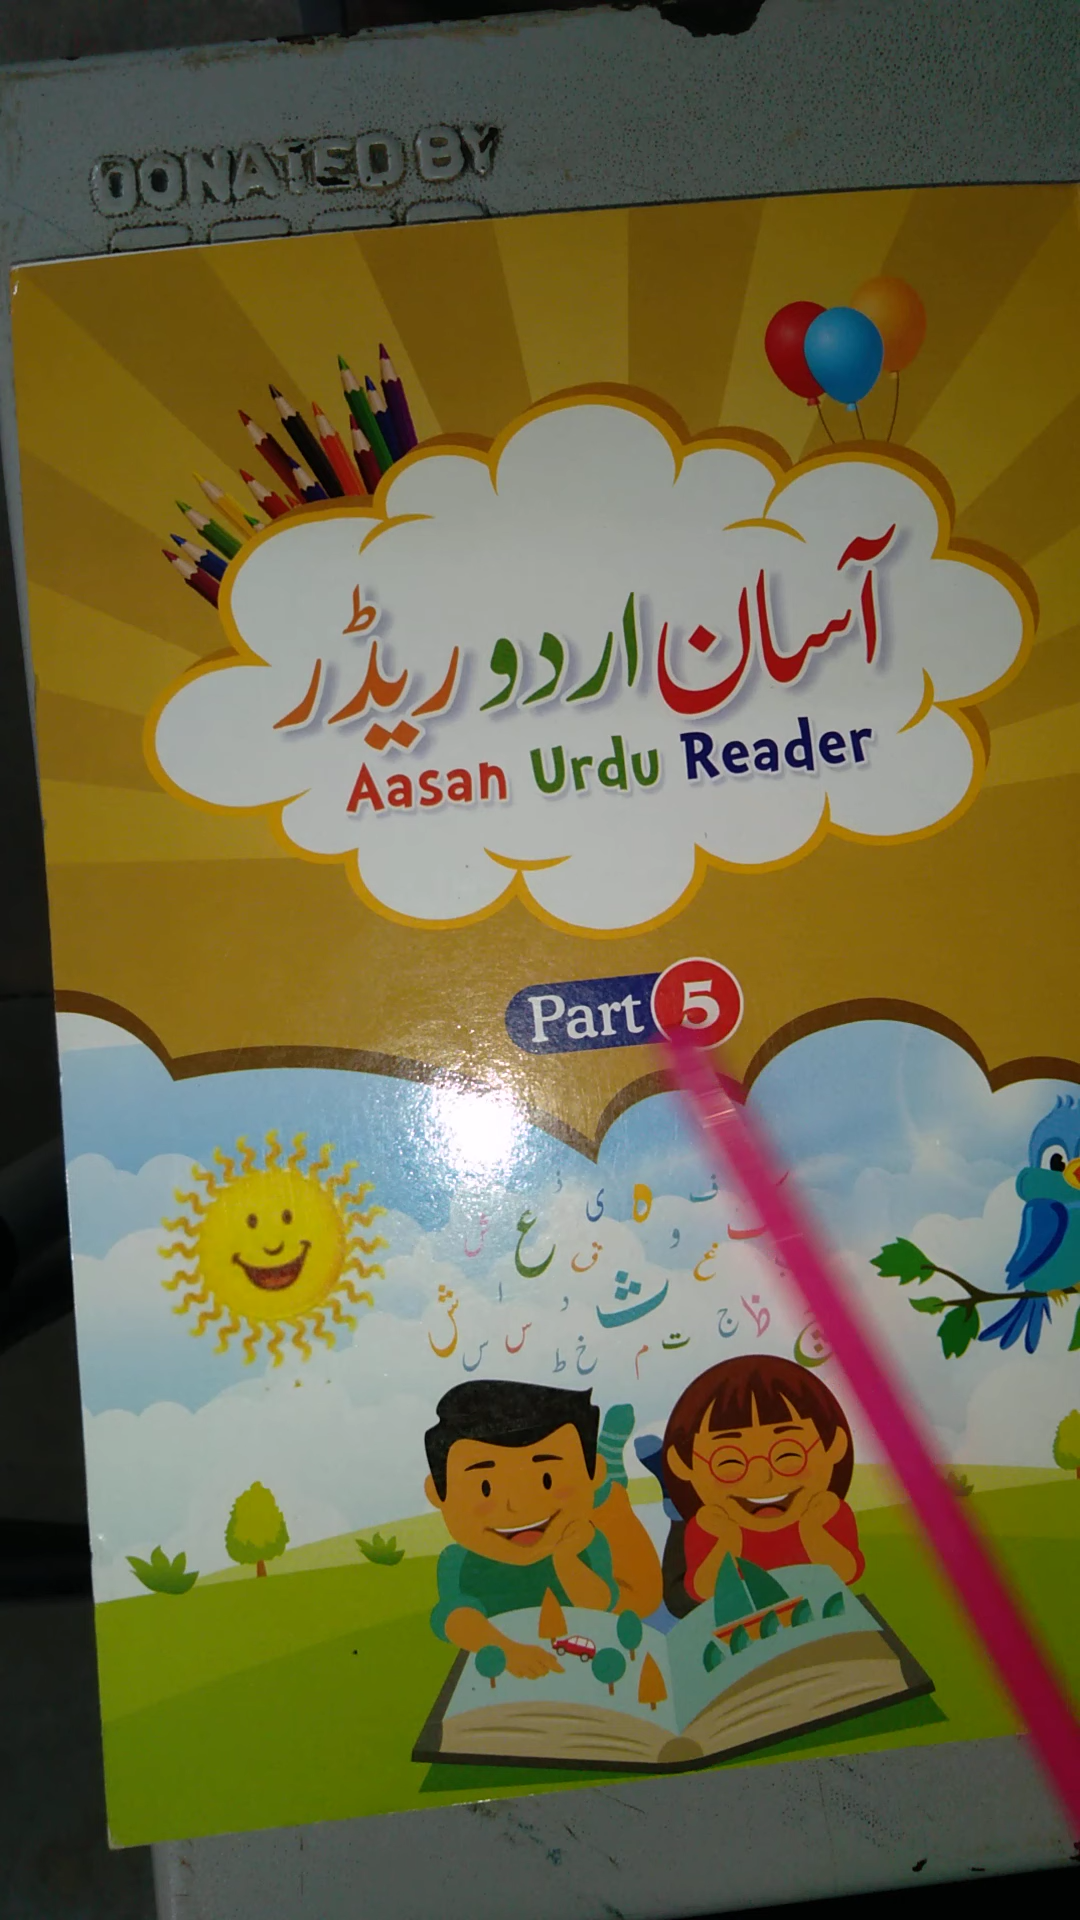 DONATED BY
آسان اردو ریڈر
Aasan Urdu Reader
Part 5
ف ہ ی ذ
و ق ع ش
غ ث
ش س س ا د
چ ظ ج ت م خ ط